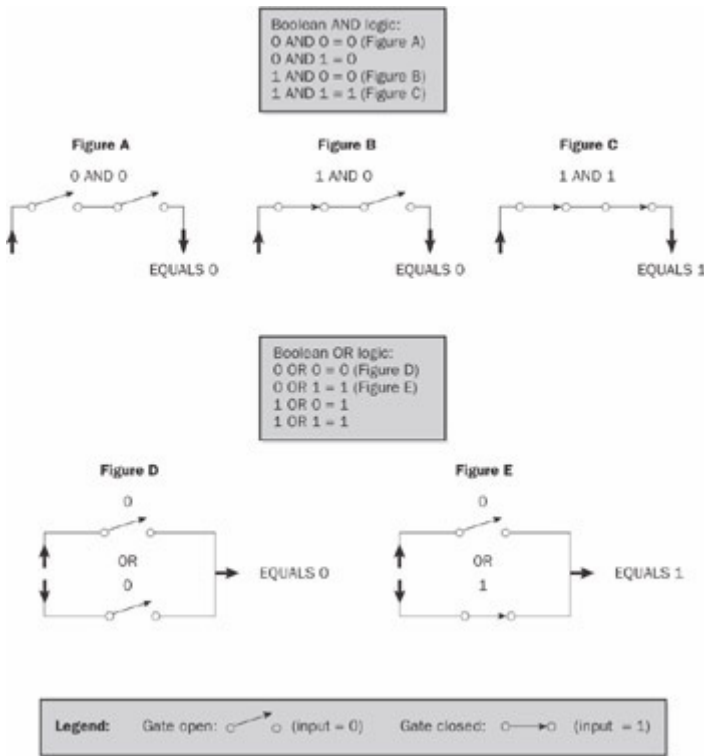 Boolean AND logic:
0 AND 0 = 0 (Figure A)
0 AND 1 = 0
1 AND 0 = 0 (Figure B)
1 AND 1 = 1 (Figure C)
Figure A
0 AND 0
EQUALS 0
Figure B
1 AND 0
EQUALS 0
Figure C
1 AND 1
EQUALS 1
Boolean OR logic:
0 OR 0 = 0 (Figure D)
0 OR 1 = 1 (Figure E)
1 OR 0 = 1
1 OR 1 = 1
Figure D
0
OR
0
EQUALS 0
Figure E
0
OR
1
EQUALS 1
Legend: Gate open: (input = 0) Gate closed: (input = 1)